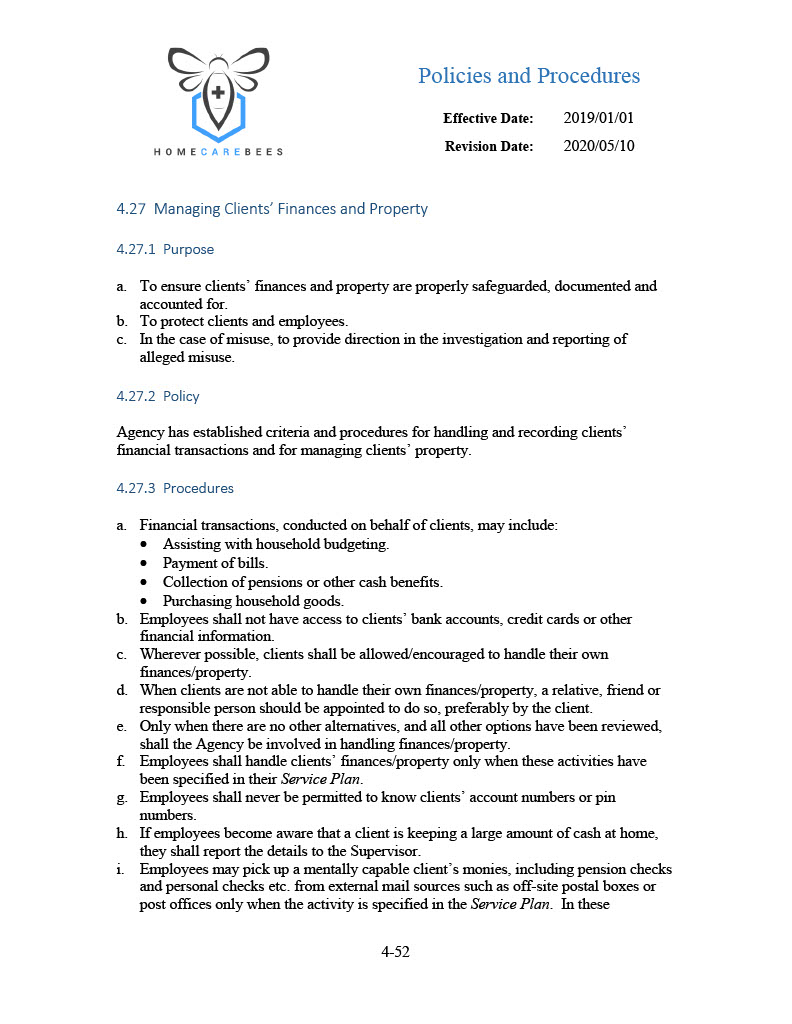 Policies and Procedures
Effective Date: 2019/01/01
Revision Date: 2020/05/10
HOMECAREBEES
4.27 Managing Clients’ Finances and Property
4.27.1 Purpose
a. To ensure clients’ finances and property are properly safeguarded, documented and
accounted for.
b. To protect clients and employees.
c. In the case of misuse, to provide direction in the investigation and reporting of
alleged misuse.
4.27.2 Policy
Agency has established criteria and procedures for handling and recording clients’
financial transactions and for managing clients’ property.
4.27.3 Procedures
a. Financial transactions, conducted on behalf of clients, may include:
• Assisting with household budgeting.
• Payment of bills.
• Collection of pensions or other cash benefits.
• Purchasing household goods.
b. Employees shall not have access to clients’ bank accounts, credit cards or other
financial information.
c. Wherever possible, clients shall be allowed/encouraged to handle their own
finances/property.
d. When clients are not able to handle their own finances/property, a relative, friend or
responsible person should be appointed to do so, preferably by the client.
e. Only when there are no other alternatives, and all other options have been reviewed,
shall the Agency be involved in handling finances/property.
f. Employees shall handle clients’ finances/property only when these activities have
been specified in their Service Plan.
g. Employees shall never be permitted to know clients’ account numbers or pin
numbers.
h. If employees become aware that a client is keeping a large amount of cash at home,
they shall report the details to the Supervisor.
i. Employees may pick up a mentally capable client’s monies, including pension checks
and personal checks etc. from external mail sources such as off-site postal boxes or
post offices only when the activity is specified in the Service Plan. In these
4-52